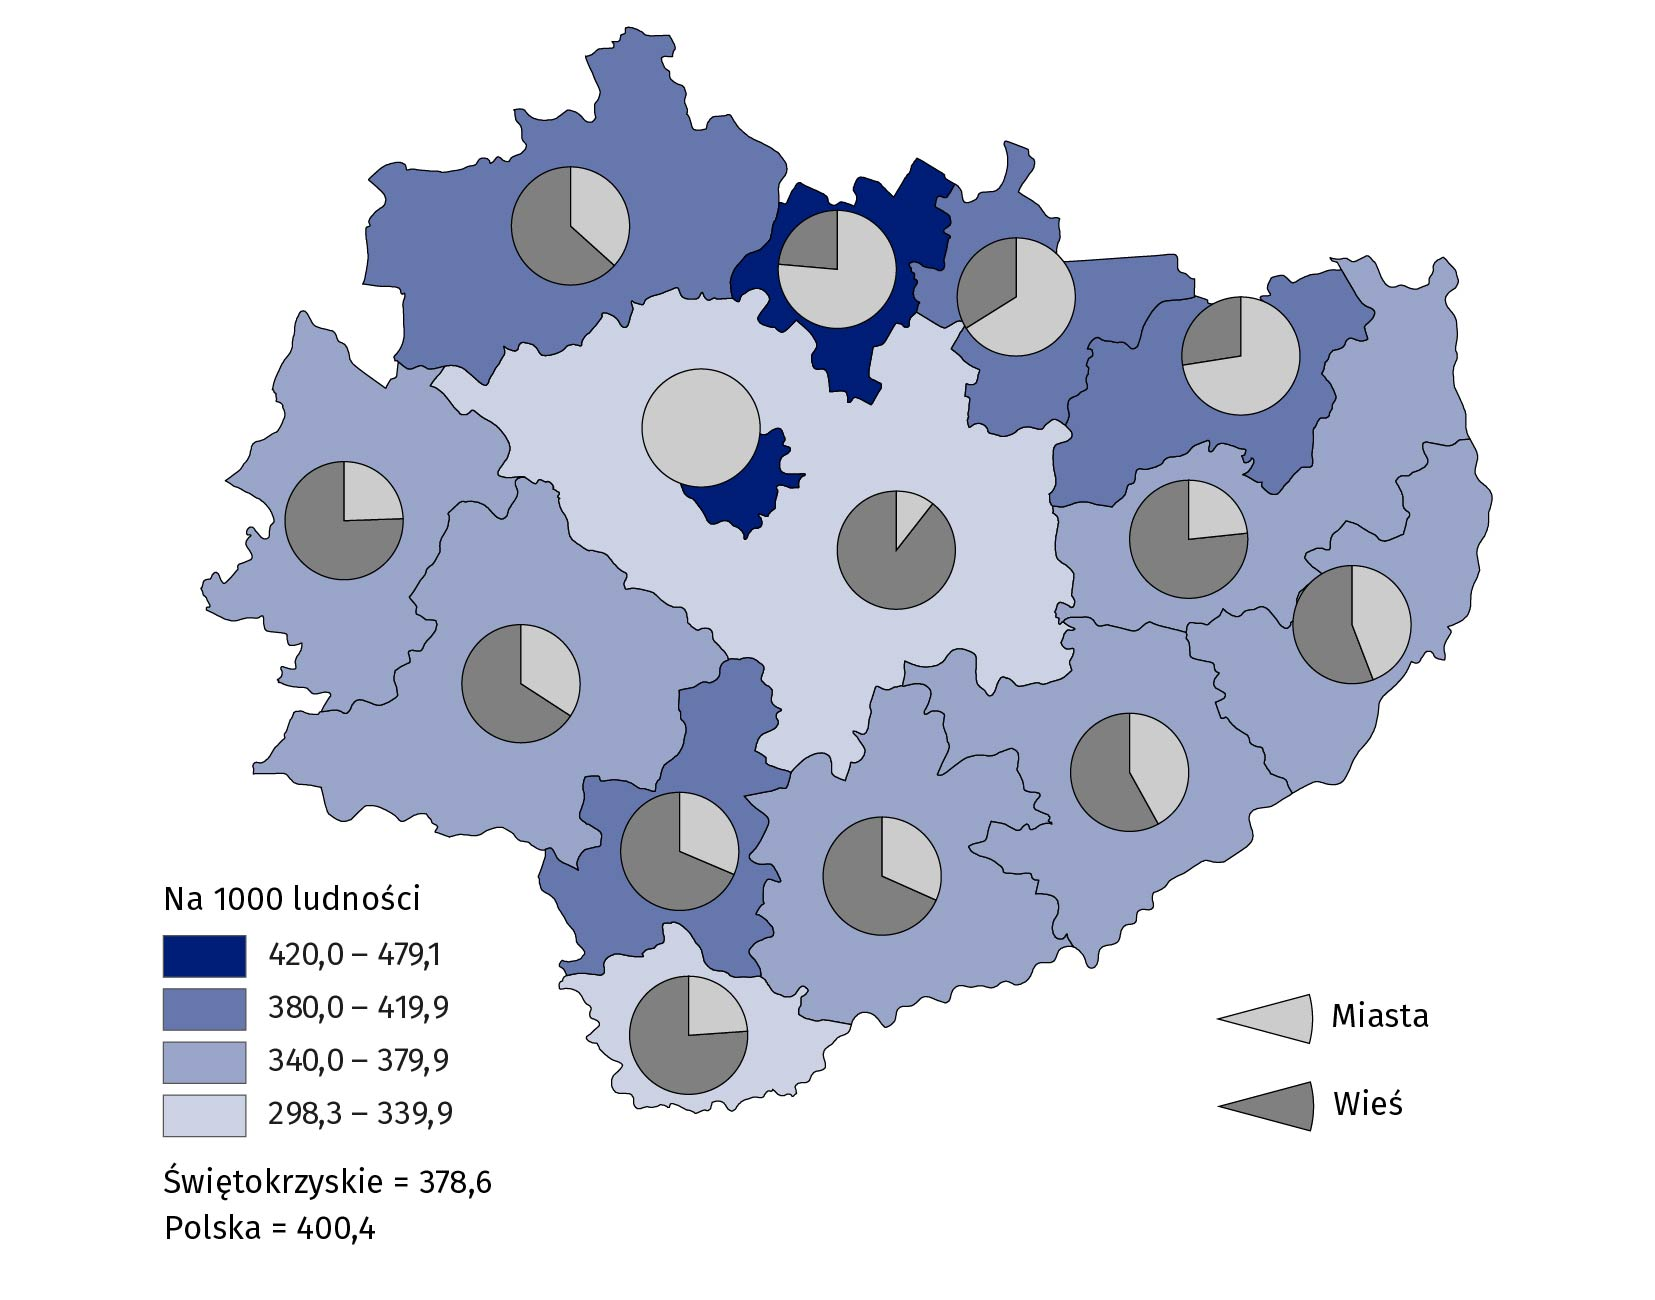 Na 1000 ludności
420,0 – 479,1
380,0 – 419,9
340,0 – 379,9
298,3 – 339,9
Świętokrzyskie = 378,6
Polska = 400,4
Miasta
Wieś